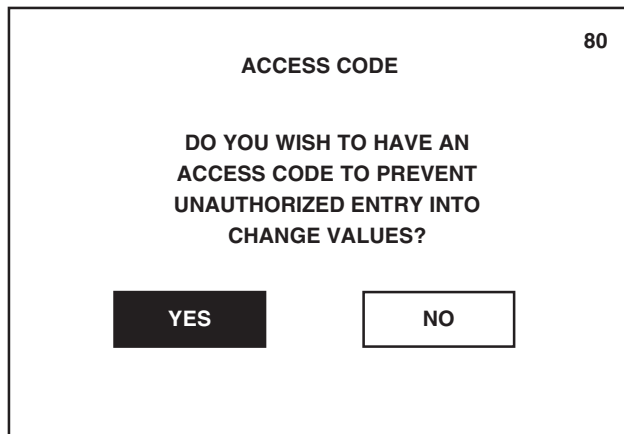 80
ACCESS CODE
DO YOU WISH TO HAVE AN
ACCESS CODE TO PREVENT
UNAUTHORIZED ENTRY INTO
CHANGE VALUES?
YES
NO